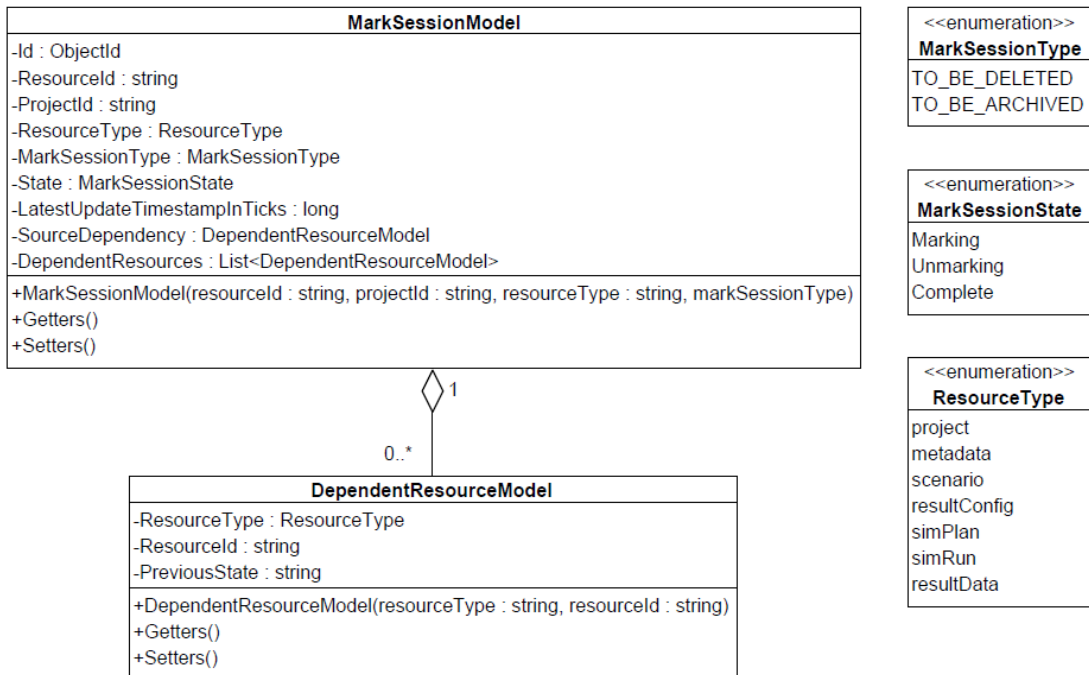 MarkSessionModel
-Id : ObjectId
-ResourceId : string
-ProjectId : string
-ResourceType : ResourceType
-MarkSessionType : MarkSessionType
-State : MarkSessionState
-LatestUpdateTimestampInTicks : long
-SourceDependency : DependentResourceModel
-DependentResources : List<DependentResourceModel>
+MarkSessionModel(resourceId : string, projectId : string, resourceType : string, markSessionType)
+Getters()
+Setters()
1
0..*
DependentResourceModel
-ResourceType : ResourceType
-ResourceId : string
-PreviousState : string
+DependentResourceModel(resourceType : string, resourceId : string)
+Getters()
+Setters()
<<enumeration>>
MarkSessionType
TO_BE_DELETED
TO_BE_ARCHIVED
<<enumeration>>
MarkSessionState
Marking
Unmarking
Complete
<<enumeration>>
ResourceType
project
metadata
scenario
resultConfig
simPlan
simRun
resultData